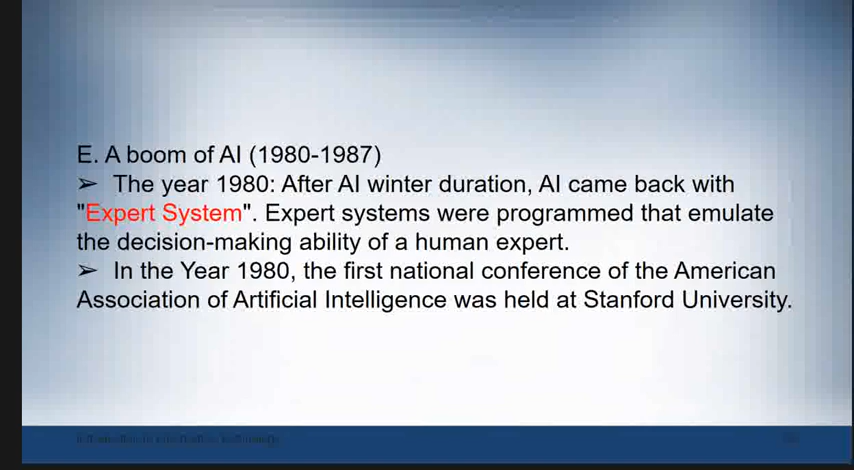 E. A boom of AI (1980-1987)
➢ The year 1980: After AI winter duration, AI came back with
"Expert System". Expert systems were programmed that emulate
the decision-making ability of a human expert.
➢ In the Year 1980, the first national conference of the American
Association of Artificial Intelligence was held at Stanford University.